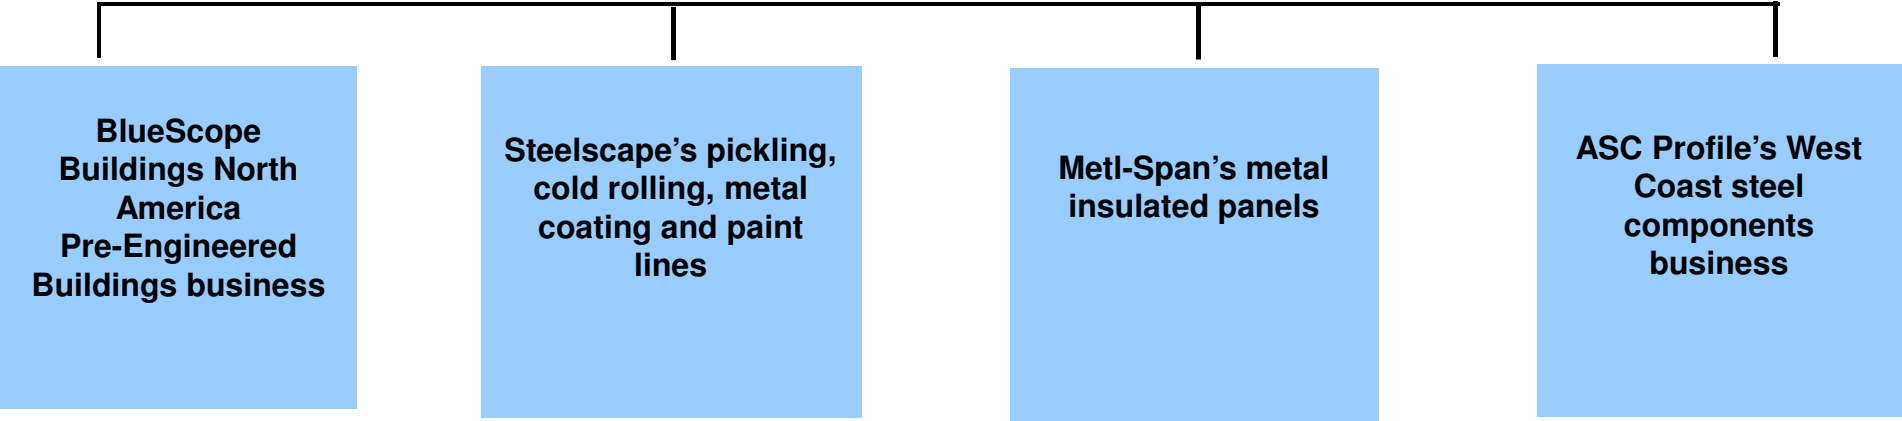 BlueScope
Buildings North
America
Pre-Engineered
Buildings business
Steelscape’s pickling,
cold rolling, metal
coating and paint
lines
Metl-Span’s metal
insulated panels
ASC Profile’s West
Coast steel
components
business